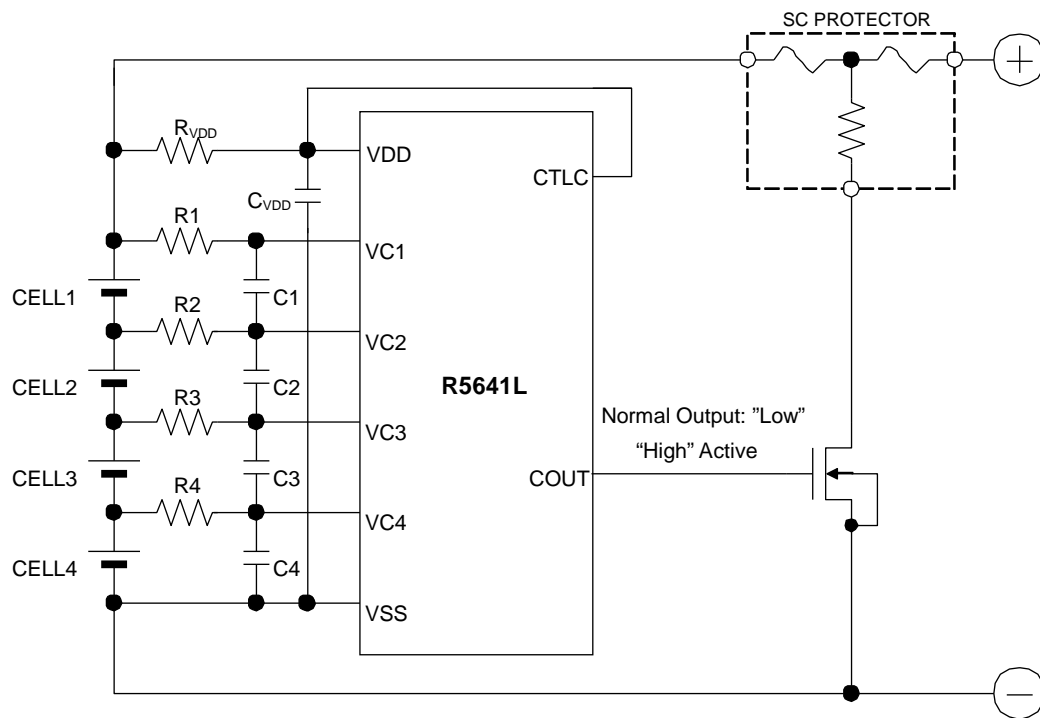 SC PROTECTOR
RVDD
VDD
CTLC
CVDD
R1
VC1
CELL1
C1
R2
VC2
CELL2
C2
R5641L
R3
VC3
Normal Output: ”Low”
“High” Active
CELL3
C3
COUT
R4
VC4
CELL4
C4
VSS